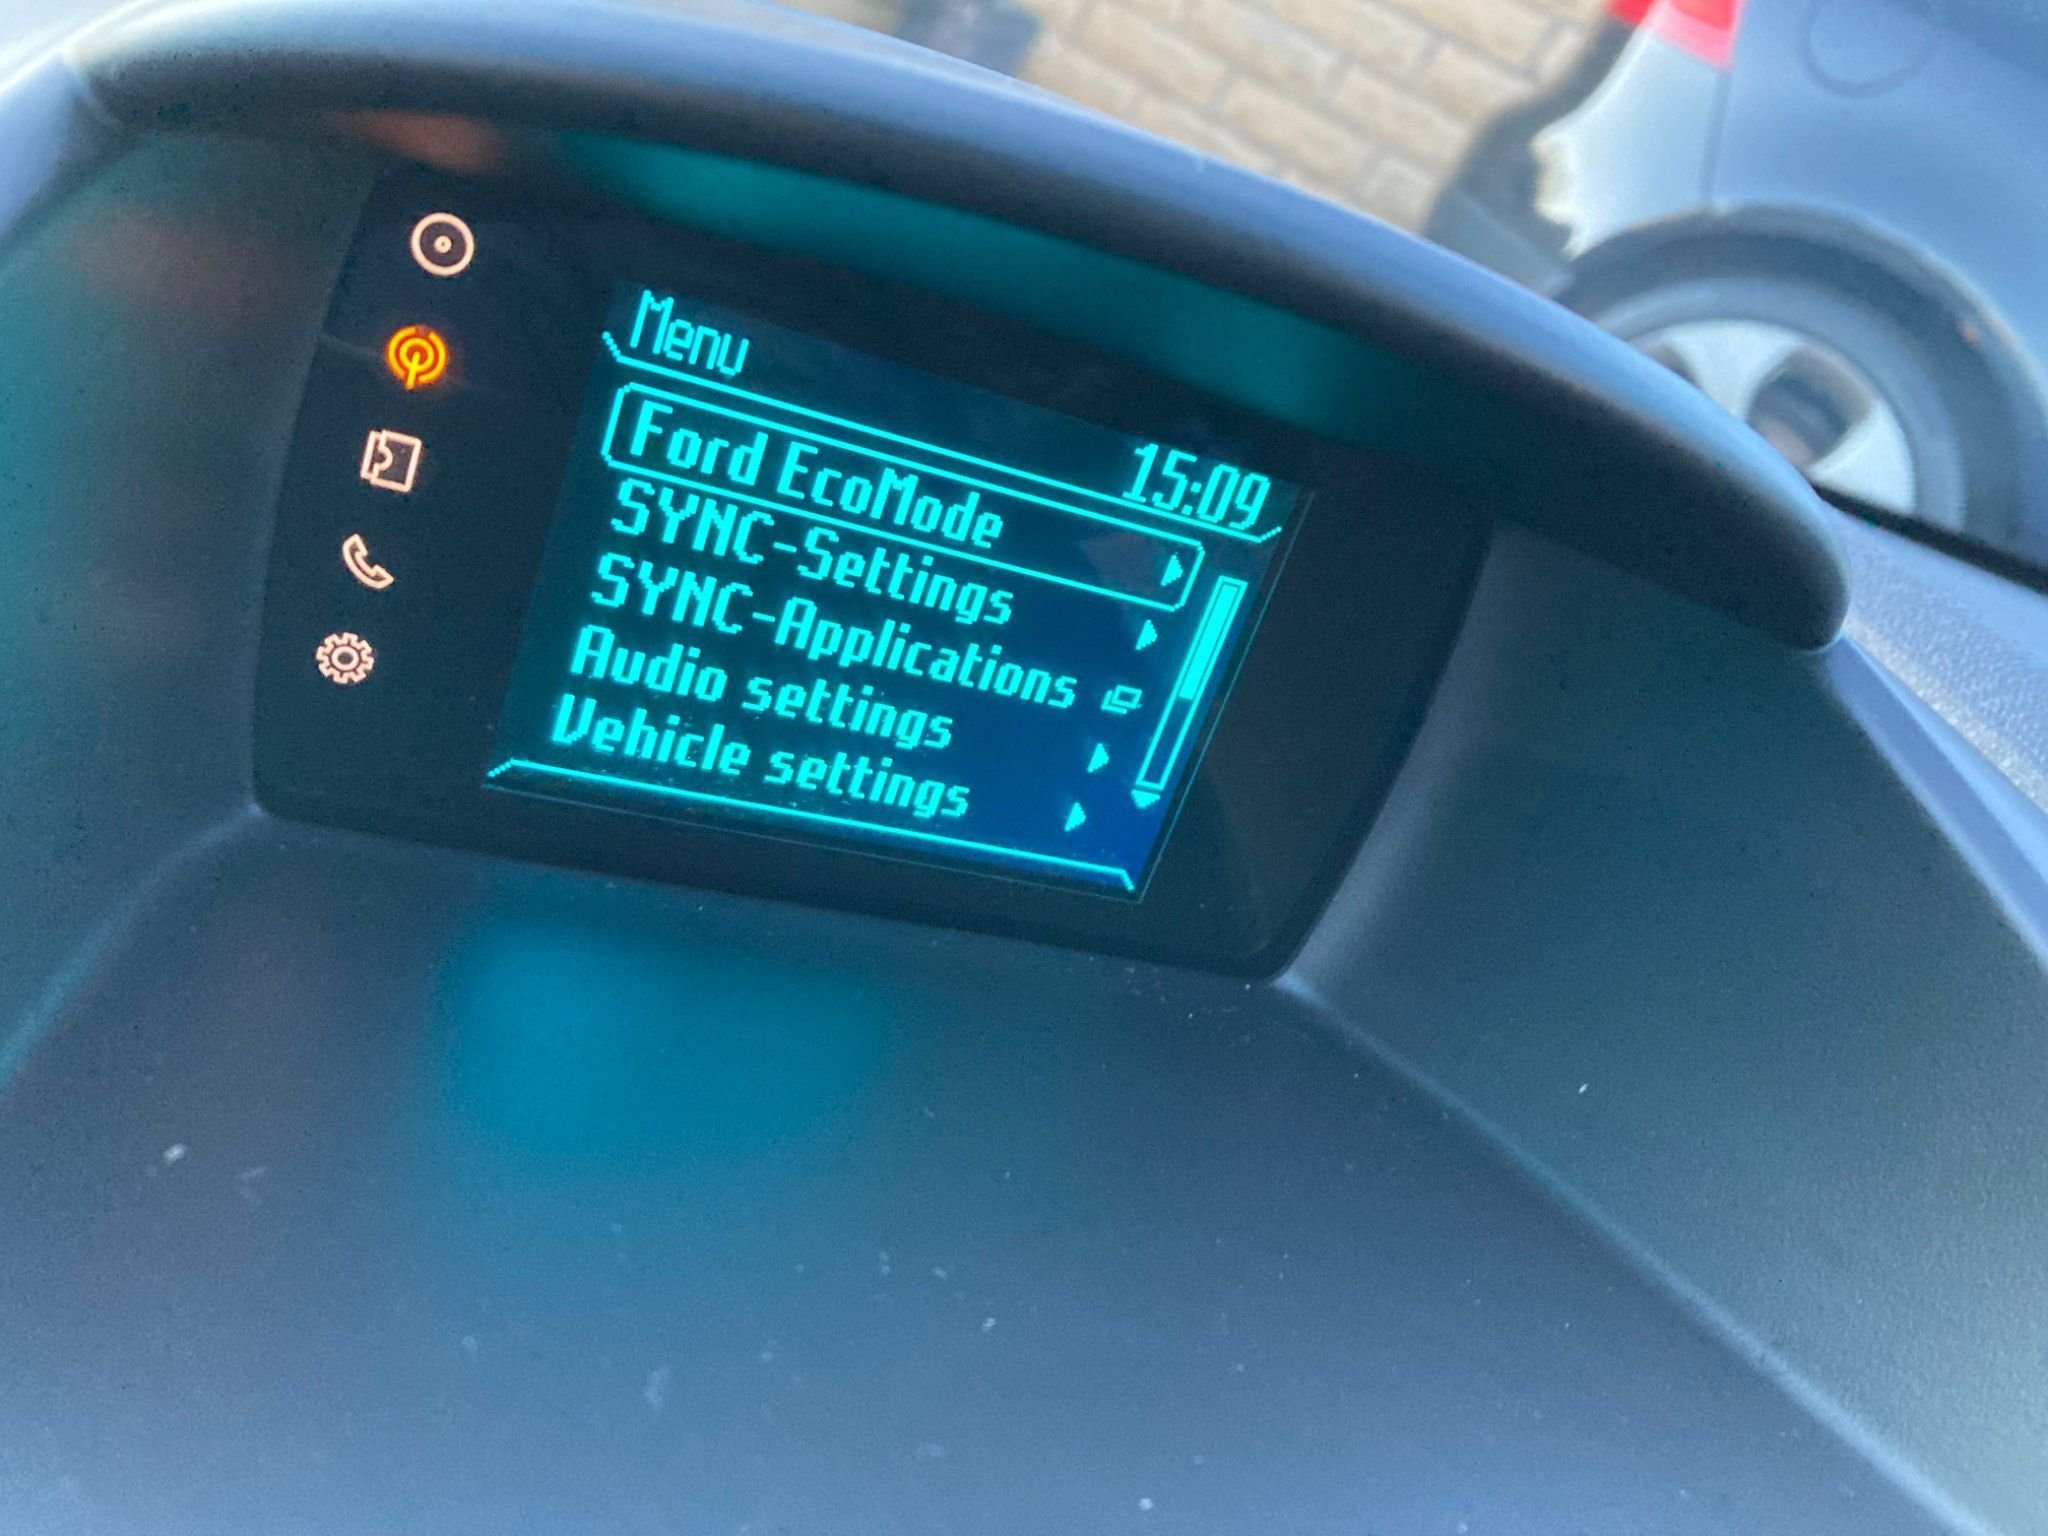 Menu
15:09
Ford EcoMode
SYNC-Settings
SYNC-Applications
Audio settings
Vehicle settings